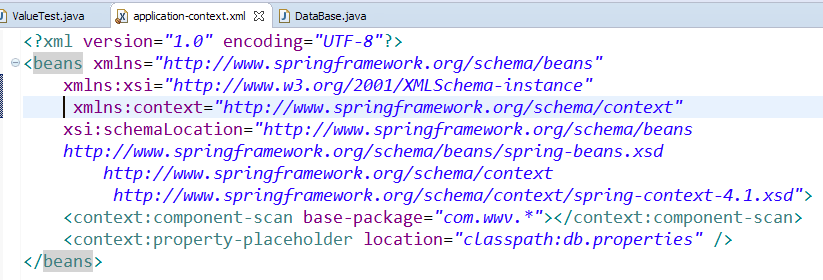 ValueTest.java application-context.xml DataBase.java
<?xml version="1.0" encoding="UTF-8"?>
<beans xmlns="http://www.springframework.org/schema/beans"
xmlns:xsi="http://www.w3.org/2001/XMLSchema-instance"
xmlns:context="http://www.springframework.org/schema/context"
xsi:schemaLocation="http://www.springframework.org/schema/beans
http://www.springframework.org/schema/beans/spring-beans.xsd
http://www.springframework.org/schema/context
http://www.springframework.org/schema/context/spring-context-4.1.xsd">
<context:component-scan base-package="com.wwv.*"></context:component-scan>
<context:property-placeholder location="classpath:db.properties" />
</beans>